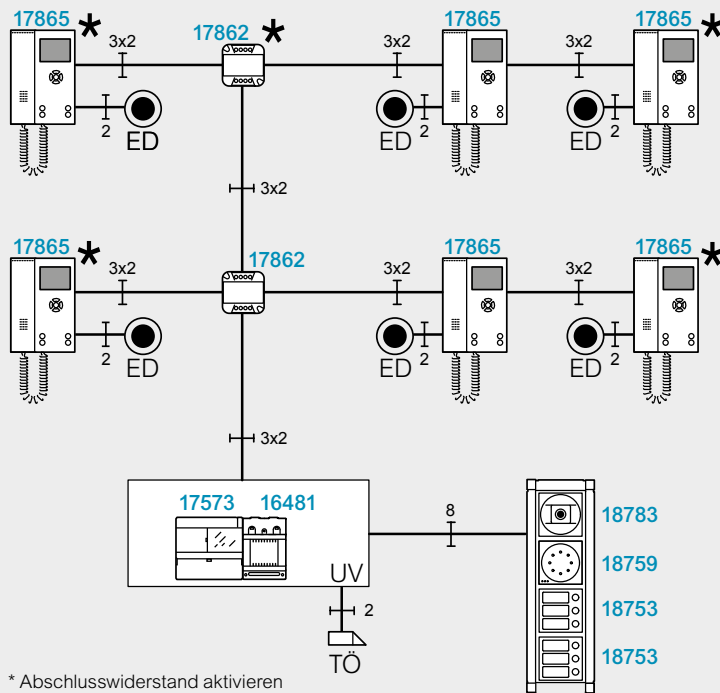 17865 * 17862 * 17865 17865 *
3x2 3x2 3x2
2 2 2
ED ED ED
3x2
17865 * 17862 17865 17865 *
3x2 3x2 3x2
2 2 2
ED ED ED
3x2
17573 16481
8
18783
18759
UV
2
18753
TÖ
18753
* Abschlusswiderstand aktivieren